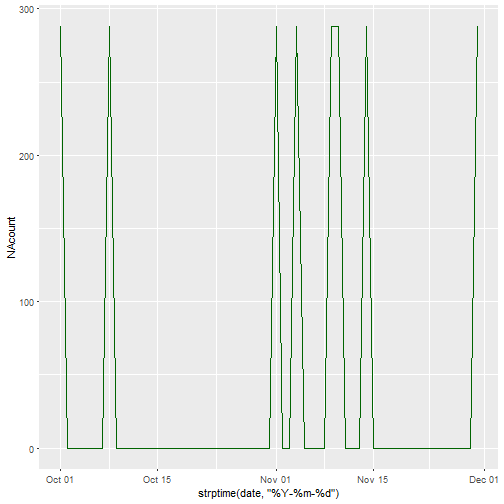 300
200
100
0
NAcount
Oct 01
Oct 15
Nov 01
Nov 15
Dec 01
strptime(date, "%Y-%m-%d")